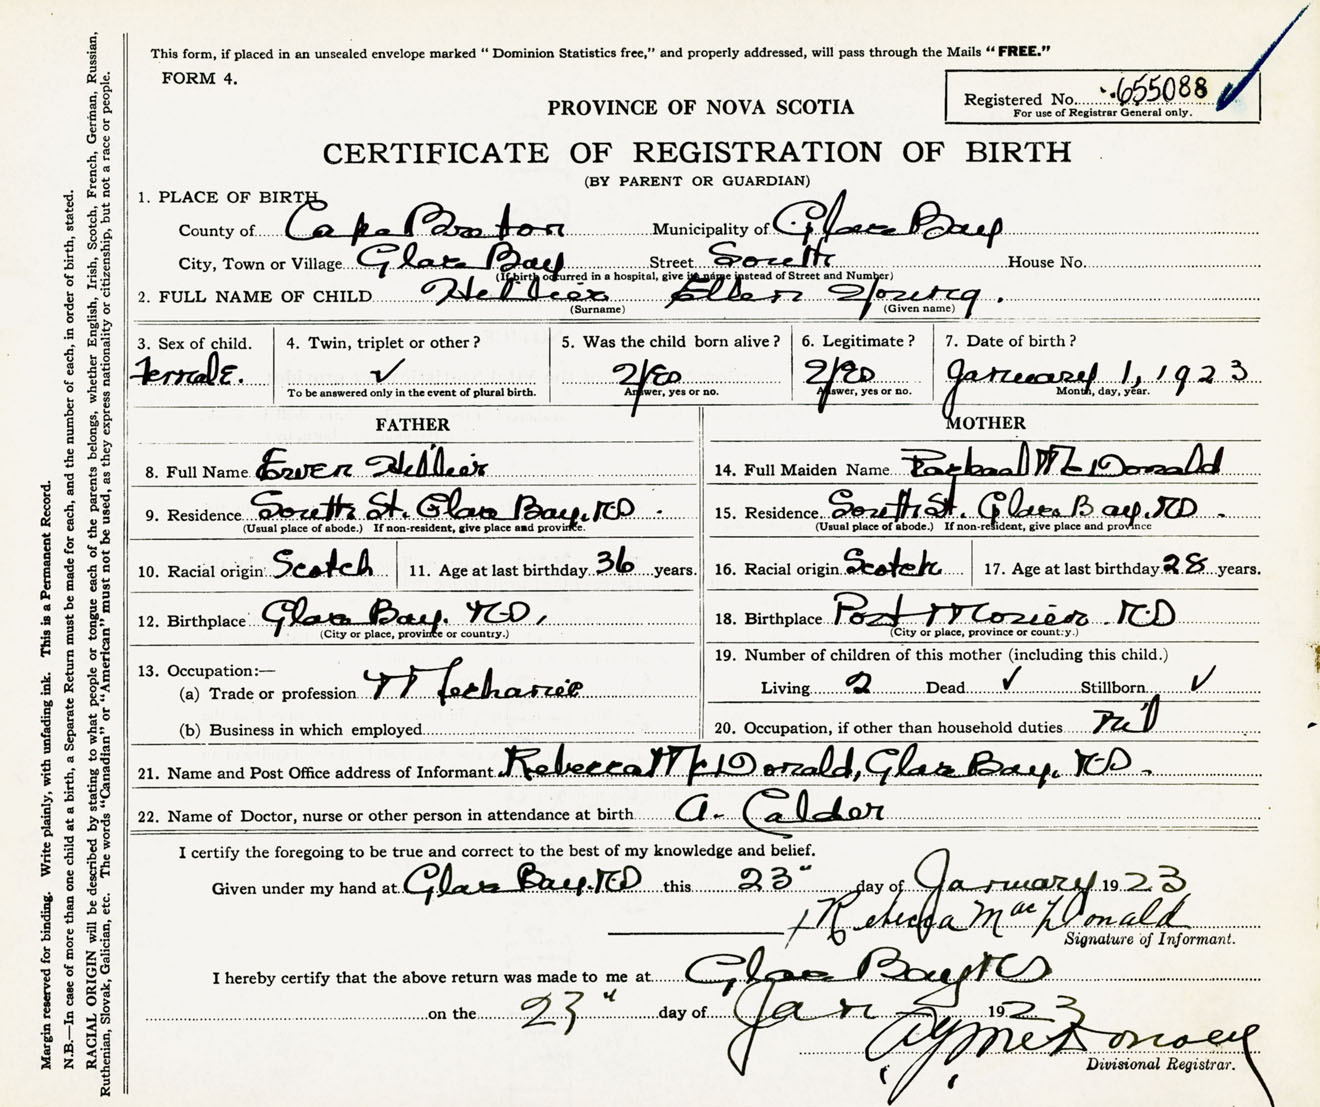 This form, if placed in an unsealed envelope marked " Dominion Statistics free," and properly addressed, will pass through the Mails " FREE."
FORM 4.
Registered No. 655088
For use of Registrar General only.
PROVINCE OF NOVA SCOTIA
CERTIFICATE OF REGISTRATION OF BIRTH
(BY PARENT OR GUARDIAN)
1. PLACE OF BIRTH
County of Cape Breton Municipality of Glace Bay
City, Town or Village Glace Bay Street South House No.
(If birth occurred in a hospital, give its name instead of Street and Number)
2. FULL NAME OF CHILD Hellier Ellen Young.
(Surname) (Given name)
3. Sex of child. 4. Twin, triplet or other? 5. Was the child born alive? 6. Legitimate? 7. Date of birth?
Female. ✓ Yes Yes January 1, 1923
To be answered only in the event of plural birth. Answer, yes or no. Answer, yes or no. Month, day, year.
FATHER MOTHER
8. Full Name Hellier 14. Full Maiden Name McDonald
9. Residence South St. Glace Bay. 15. Residence South St. Glace Bay.
(Usual place of abode.) If non-resident, give place and province. (Usual place of abode.) If non-resident, give place and province
10. Racial origin Scotch 11. Age at last birthday 36 years. 16. Racial origin Scotch 17. Age at last birthday 28 years.
12. Birthplace Glace Bay. 18. Birthplace Port Morien.
(City or place, province or country.) (City or place, province or country.)
13. Occupation:— 19. Number of children of this mother (including this child.)
(a) Trade or profession Mechanic Living 2 Dead ✓ Stillborn ✓
(b) Business in which employed 20. Occupation, if other than household duties nil
21. Name and Post Office address of Informant Rebecca McDonald, Glace Bay.
22. Name of Doctor, nurse or other person in attendance at birth A. Calder
I certify the foregoing to be true and correct to the best of my knowledge and belief.
Given under my hand at Glace Bay. this 23" day of January 1923
Rebecca MacDonald
Signature of Informant.
I hereby certify that the above return was made to me at Glace Bay
on the 23" day of Jan 1923
Divisional Registrar.
Margin reserved for binding. Write plainly, with unfading ink. This is a Permanent Record.
N.B.—In case of more than one child at a birth, a Separate Return must be made for each, and the number of each, in order of birth, stated.
RACIAL ORIGIN will be described by stating to what people or tongue each of the parents belongs, whether English, Irish, Scotch, French, German, Russian,
Ruthenian, Slovak, Galician, etc. The words "Canadian" or "American" must not be used, as they express nationality or citizenship, but not a race or people.